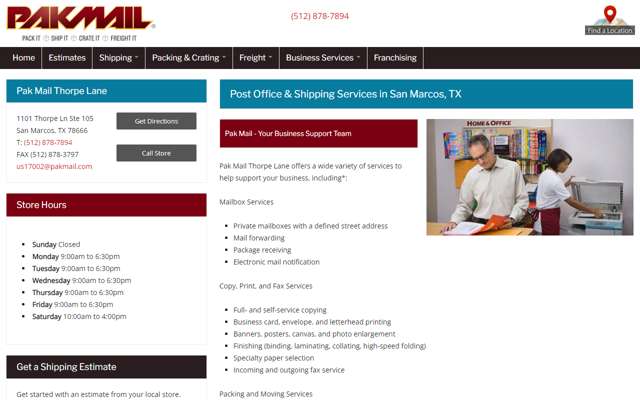 PAKMAIL
PACK IT SHIP IT CRATE IT FREIGHT IT
(512) 878-7894
Find a Location
Home Estimates Shipping Packing & Crating Freight Business Services Franchising
Pak Mail Thorpe Lane
1101 Thorpe Ln Ste 105
San Marcos, TX 78666
T: (512) 878-7894
FAX (512) 878-3797
us17002@pakmail.com
Get Directions
Call Store
Store Hours
Sunday Closed
Monday 9:00am to 6:30pm
Tuesday 9:00am to 6:30pm
Wednesday 9:00am to 6:30pm
Thursday 9:00am to 6:30pm
Friday 9:00am to 6:30pm
Saturday 10:00am to 4:00pm
Get a Shipping Estimate
Get started with an estimate from your local store.
Post Office & Shipping Services in San Marcos, TX
Pak Mail - Your Business Support Team
Pak Mail Thorpe Lane offers a wide variety of services to
help support your business, including*:
Mailbox Services
Private mailboxes with a defined street address
Mail forwarding
Package receiving
Electronic mail notification
Copy, Print, and Fax Services
Full- and self-service copying
Business card, envelope, and letterhead printing
Banners, posters, canvas, and photo enlargement
Finishing (binding, laminating, collating, high-speed folding)
Specialty paper selection
Incoming and outgoing fax service
Packing and Moving Services
HOME & OFFICE